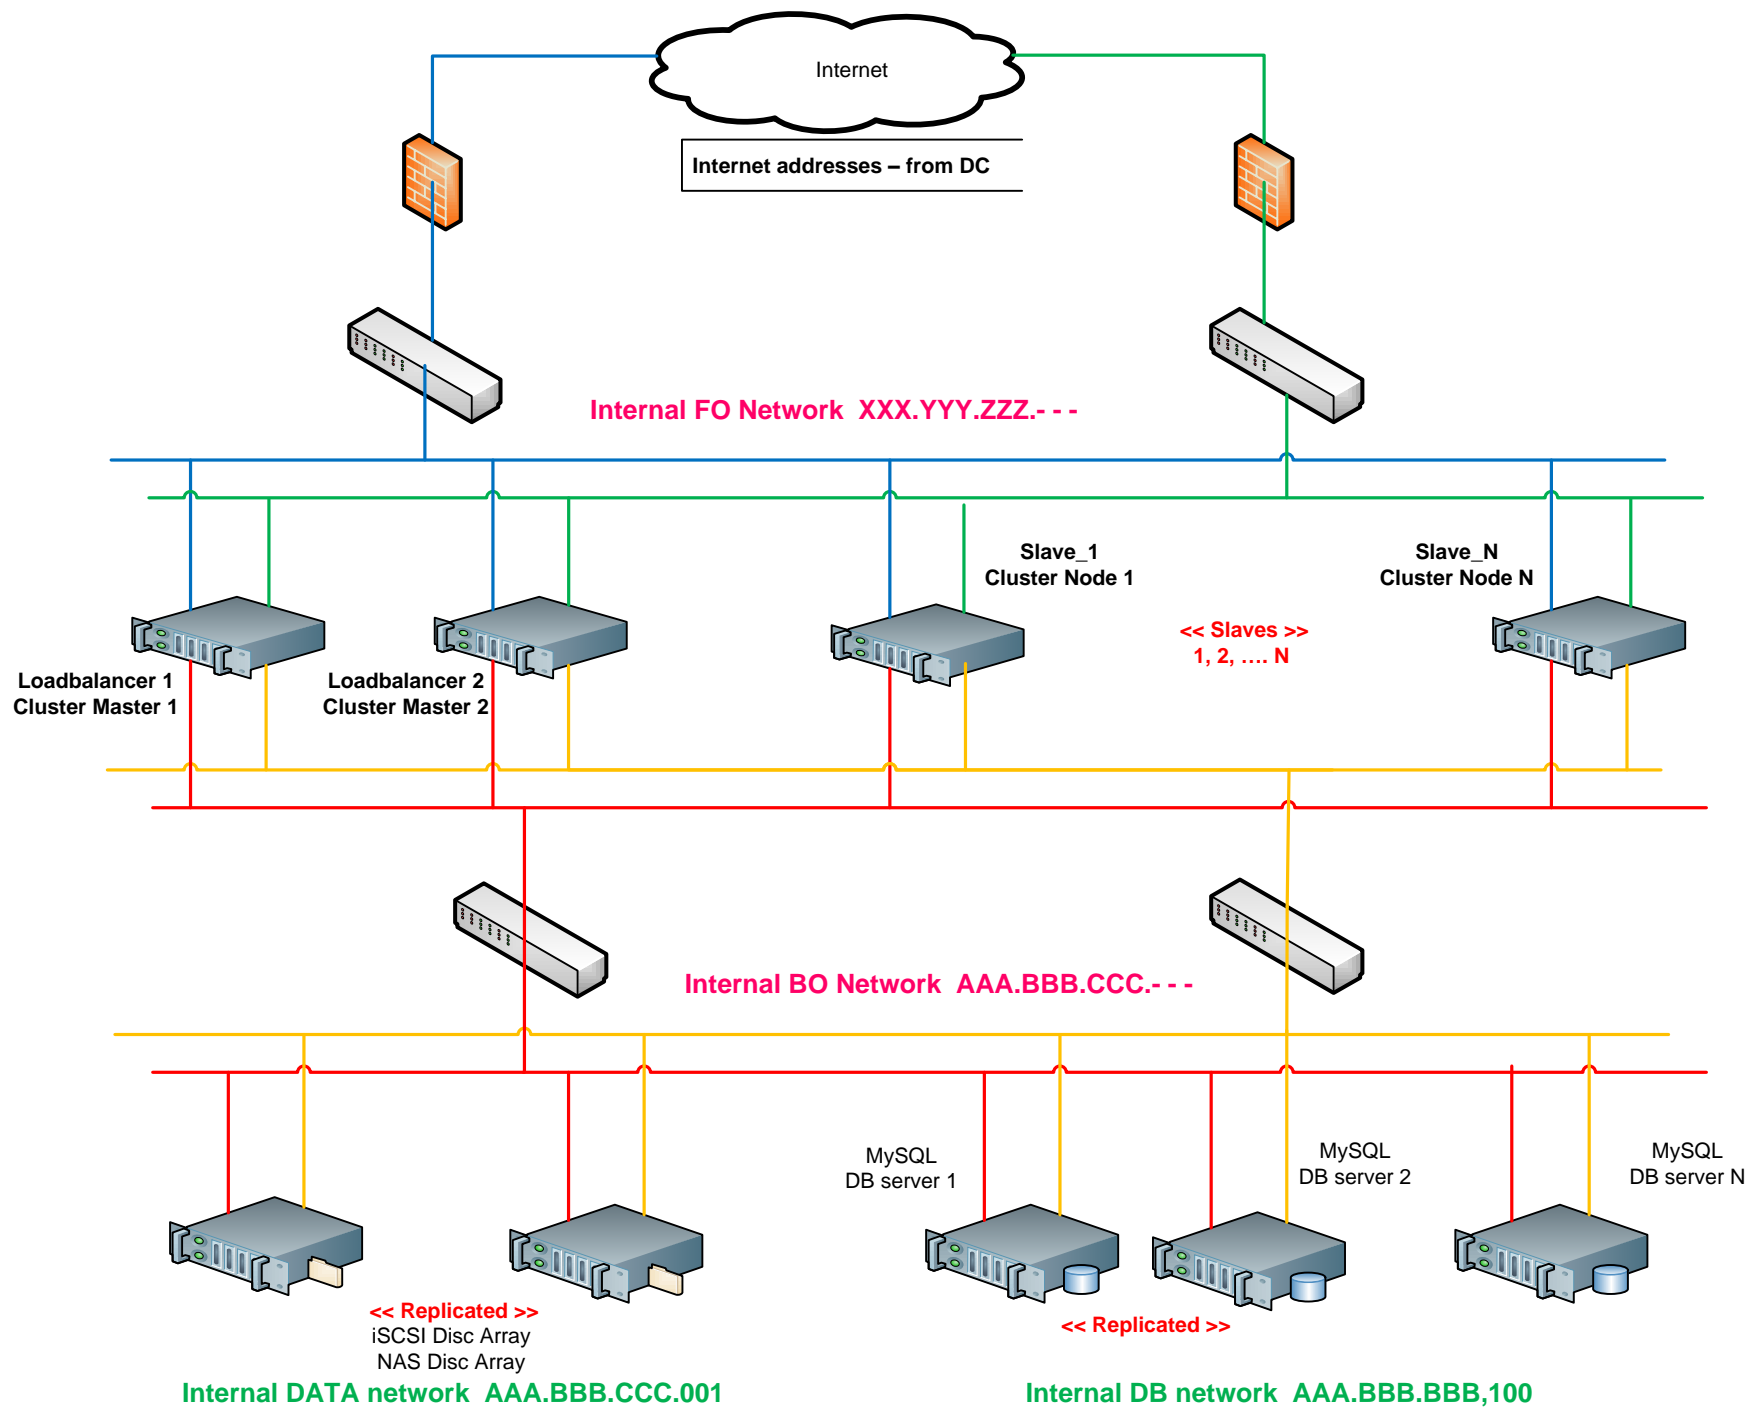 Internet
Internet addresses – from DC
Internal FO Network  XXX.YYY.ZZZ.- - -
Slave_1
Cluster Node 1
Slave_N
Cluster Node N
<< Slaves >>
1, 2, …. N
Loadbalancer 1
Cluster Master 1
Loadbalancer 2
Cluster Master 2
Internal BO Network  AAA.BBB.CCC.- - -
MySQL
DB server 1
MySQL
DB server 2
MySQL
DB server N
<< Replicated >>
iSCSI Disc Array
NAS Disc Array
<< Replicated >>
Internal DATA network  AAA.BBB.CCC.001
Internal DB network  AAA.BBB.BBB,100